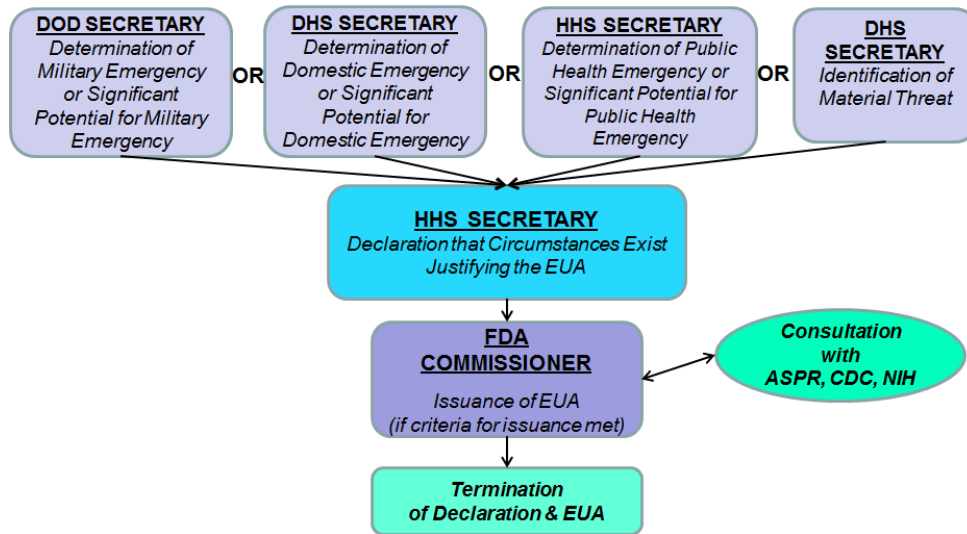 DOD SECRETARY
Determination of
Military Emergency
or Significant
Potential for Military
Emergency
OR
DHS SECRETARY
Determination of
Domestic Emergency
or Significant
Potential for
Domestic Emergency
OR
HHS SECRETARY
Determination of Public
Health Emergency or
Significant Potential for
Public Health
Emergency
OR
DHS
SECRETARY
Identification of
Material Threat
HHS SECRETARY
Declaration that Circumstances Exist
Justifying the EUA
FDA
COMMISSIONER
Issuance of EUA
(if criteria for issuance met)
Consultation
with
ASPR, CDC, NIH
Termination
of Declaration & EUA